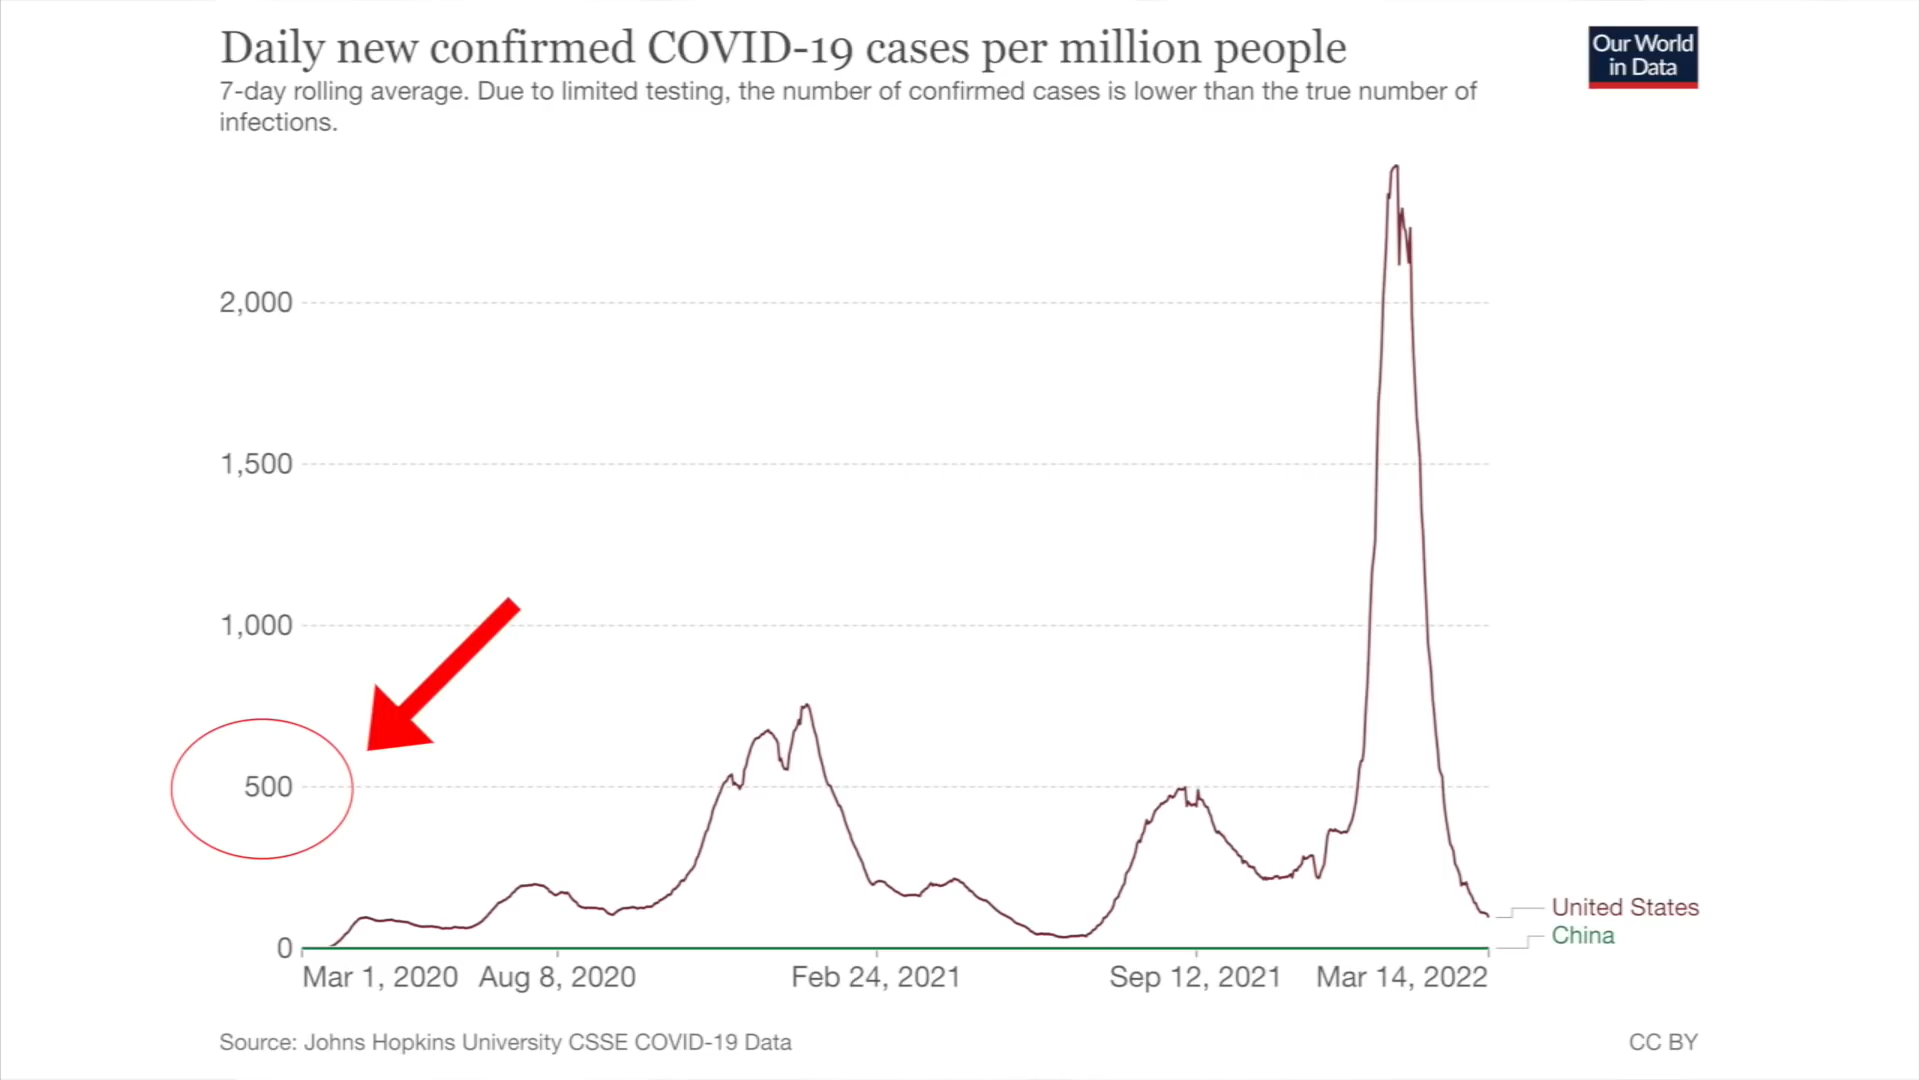 Daily new confirmed COVID-19 cases per million people
Our World
in Data
7-day rolling average. Due to limited testing, the number of confirmed cases is lower than the true number of
infections.
2,000
1,500
1,000
500
0
United States
China
Mar 1, 2020 Aug 8, 2020 Feb 24, 2021 Sep 12, 2021 Mar 14, 2022
Source: Johns Hopkins University CSSE COVID-19 Data
CC BY